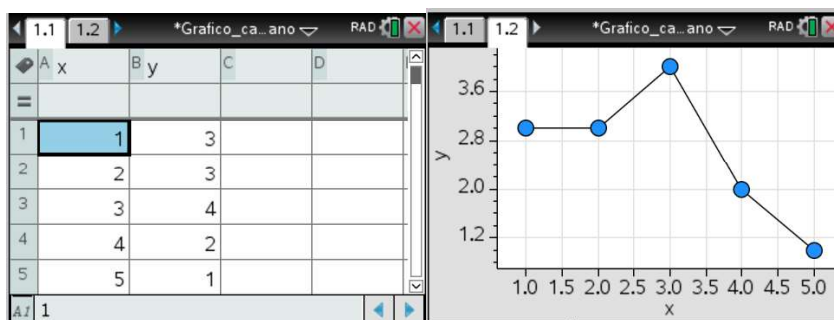 1.1 1.2 *Grafico_ca...ano RAD
A x B y C D
=
1 1 3
2 2 3
3 3 4
4 4 2
5 5 1
A1 1
1.1 1.2 *Grafico_ca...ano RAD
3.6
2.8
2.0
1.2
y
1.0 1.5 2.0 2.5 3.0 3.5 4.0 4.5 5.0
x